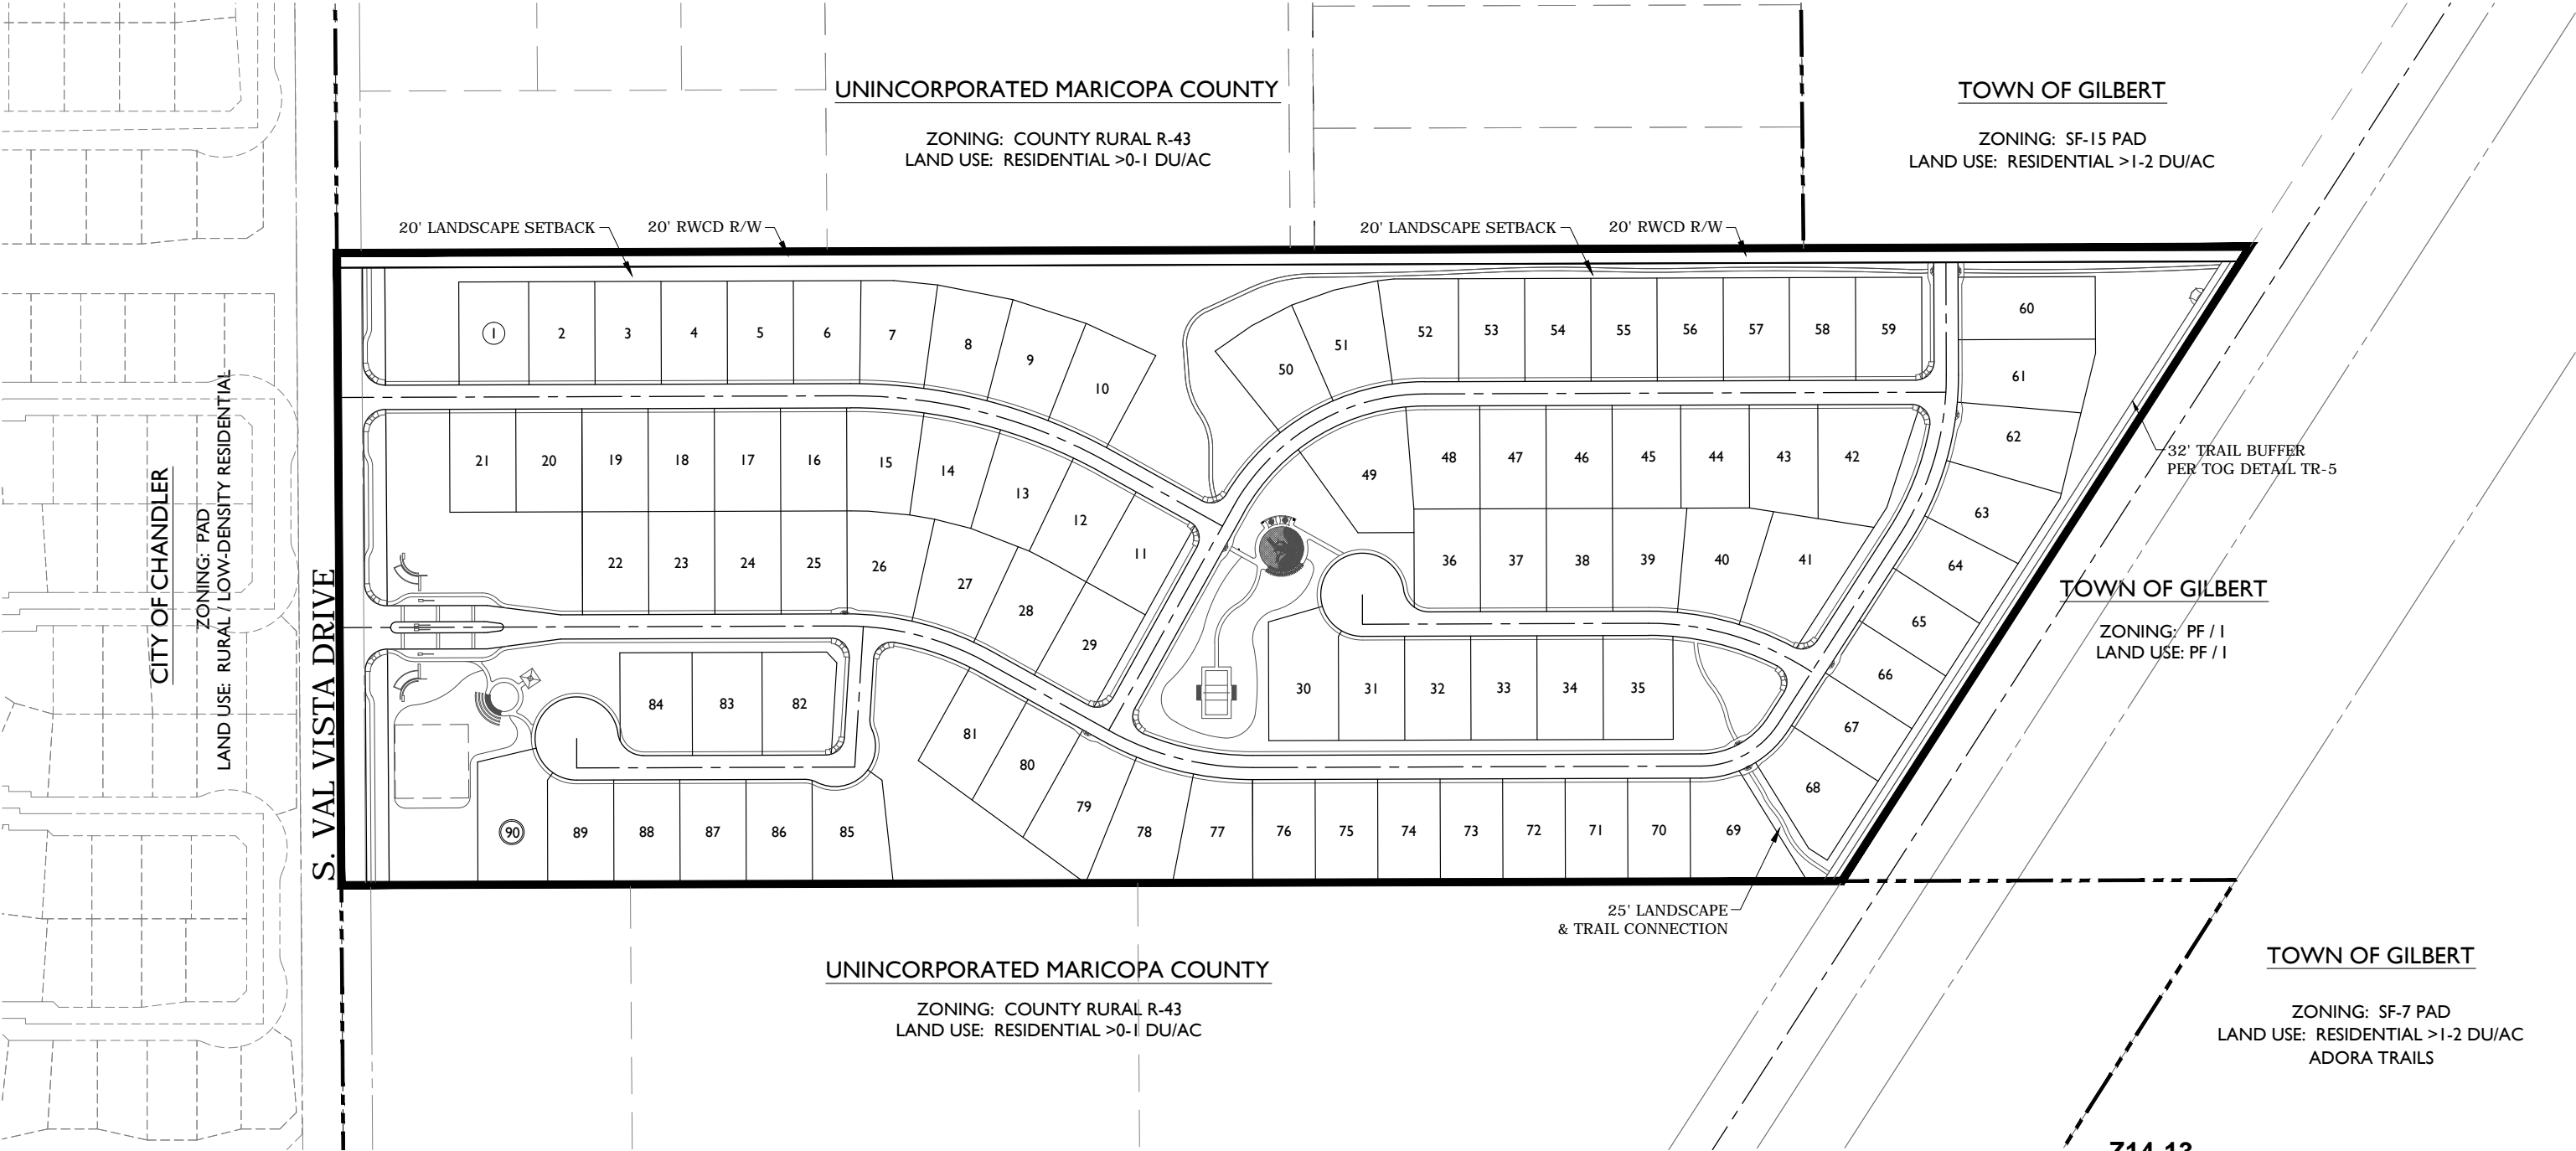 UNINCORPORATED MARICOPA COUNTY
ZONING: COUNTY RURAL R-43
LAND USE: RESIDENTIAL >0-1 DU/AC
TOWN OF GILBERT
ZONING: SF-15 PAD
LAND USE: RESIDENTIAL >1-2 DU/AC
20' LANDSCAPE SETBACK
20' RWCD R/W
20' LANDSCAPE SETBACK
20' RWCD R/W
CITY OF CHANDLER
ZONING: PAD
LAND USE: RURAL / LOW-DENSITY RESIDENTIAL
S. VAL VISTA DRIVE
1 2 3 4 5 6 7 8 9 10
50 51 52 53 54 55 56 57 58 59
60
61
62
63
64
65
66
67
68
21 20 19 18 17 16 15 14 13 12 11
49 48 47 46 45 44 43 42
22 23 24 25 26 27 28 29
36 37 38 39 40 41
30 31 32 33 34 35
84 83 82
81 80 79 78 77 76 75 74 73 72 71 70 69
90 89 88 87 86 85
32' TRAIL BUFFER
PER TOG DETAIL TR-5
TOWN OF GILBERT
ZONING: PF / I
LAND USE: PF / I
25' LANDSCAPE
& TRAIL CONNECTION
UNINCORPORATED MARICOPA COUNTY
ZONING: COUNTY RURAL R-43
LAND USE: RESIDENTIAL >0-1 DU/AC
TOWN OF GILBERT
ZONING: SF-7 PAD
LAND USE: RESIDENTIAL >1-2 DU/AC
ADORA TRAILS
Z14-13